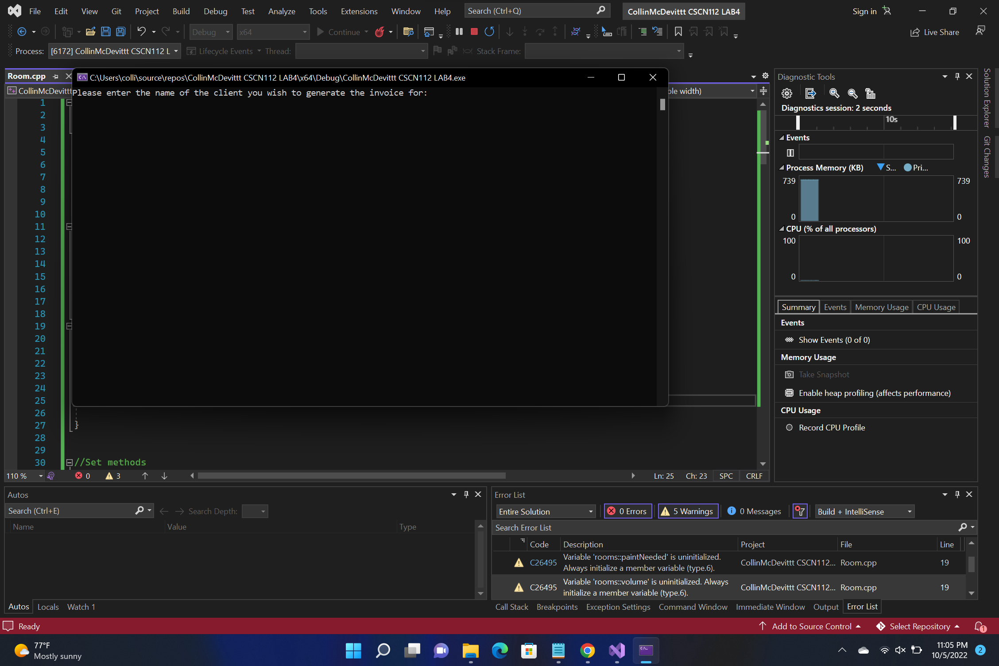 File Edit View Git Project Build Debug Test Analyze Tools Extensions Window Help Search (Ctrl+Q) CollinMcDevittt CSCN112 LAB4 Sign in
Debug x64 Continue Live Share
Process: [6172] CollinMcDevittt CSCN112 L Lifecycle Events Thread: Stack Frame:
Room.cpp
C:\Users\colli\source\repos\CollinMcDevittt CSCN112 LAB4\x64\Debug\CollinMcDevittt CSCN112 LAB4.exe
CollinMcDevittt
ble width)
Please enter the name of the client you wish to generate the invoice for:
1
2
3
4
5
6
7
8
9
10
11
12
13
14
15
16
17
18
19
20
21
22
23
24
25
26
27 }
28
29
30 //Set methods
110 % 0 3 Ln: 25 Ch: 23 SPC CRLF
Diagnostic Tools
Diagnostics session: 2 seconds
10s
Events
Process Memory (KB) S... Pri...
739 739
0 0
CPU (% of all processors)
100 100
0 0
Summary Events Memory Usage CPU Usage
Events
Show Events (0 of 0)
Memory Usage
Take Snapshot
Enable heap profiling (affects performance)
CPU Usage
Record CPU Profile
Solution Explorer
Git Changes
Autos
Search (Ctrl+E) Search Depth:
Name Value Type
Autos Locals Watch 1
Error List
Entire Solution 0 Errors 5 Warnings 0 Messages Build + IntelliSense
Search Error List
Code Description Project File Line
C26495 Variable 'rooms::paintNeeded' is uninitialized. Always initialize a member variable (type.6). CollinMcDevittt CSCN112... Room.cpp 19
C26495 Variable 'rooms::volume' is uninitialized. Always initialize a member variable (type.6). CollinMcDevittt CSCN112... Room.cpp 19
Call Stack Breakpoints Exception Settings Command Window Immediate Window Output Error List
Ready Add to Source Control Select Repository 1
77°F
Mostly sunny
11:05 PM
10/5/2022
2